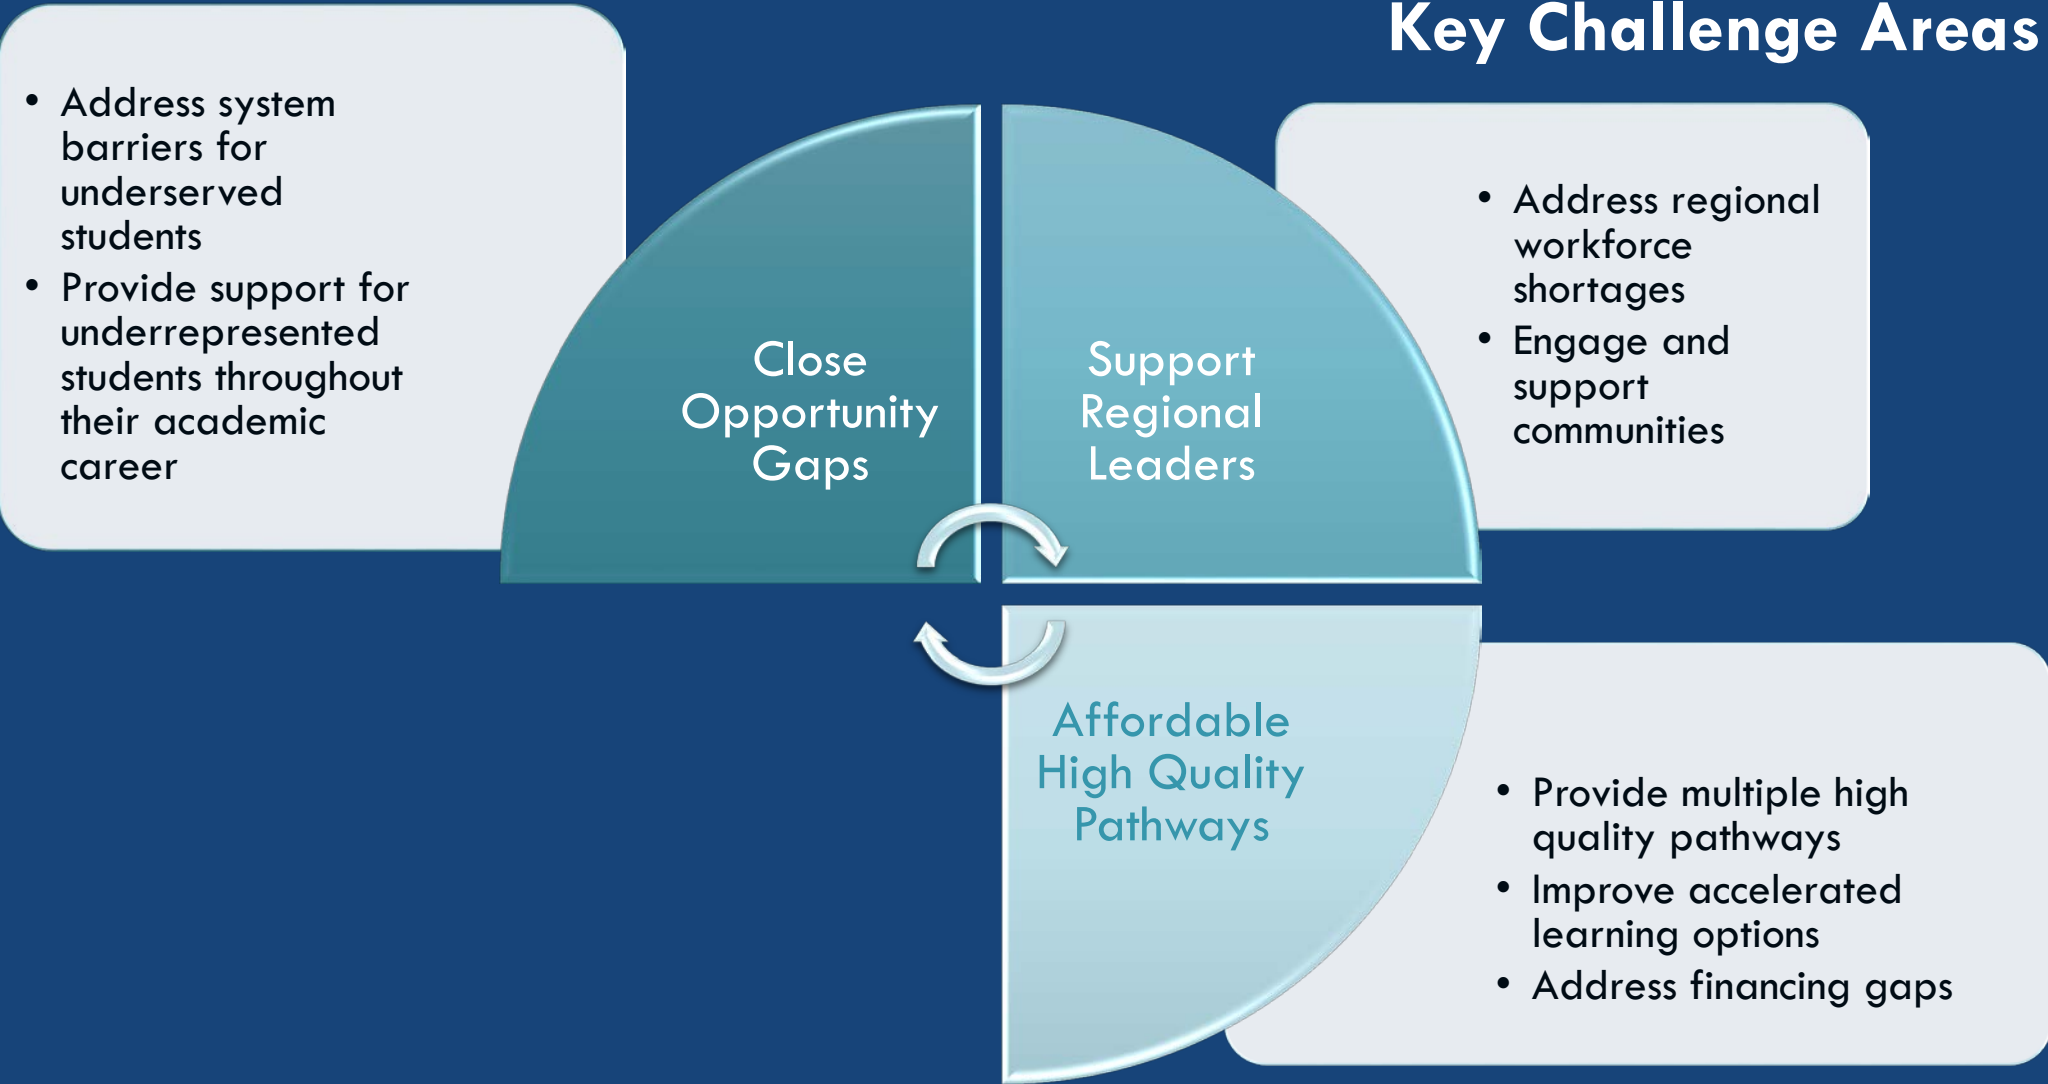 Key Challenge Areas
• Address system
barriers for
underserved
students
• Provide support for
underrepresented
students throughout
their academic
career
Close
Opportunity
Gaps
Support
Regional
Leaders
• Address regional
workforce
shortages
• Engage and
support
communities
Affordable
High Quality
Pathways
• Provide multiple high
quality pathways
• Improve accelerated
learning options
• Address financing gaps